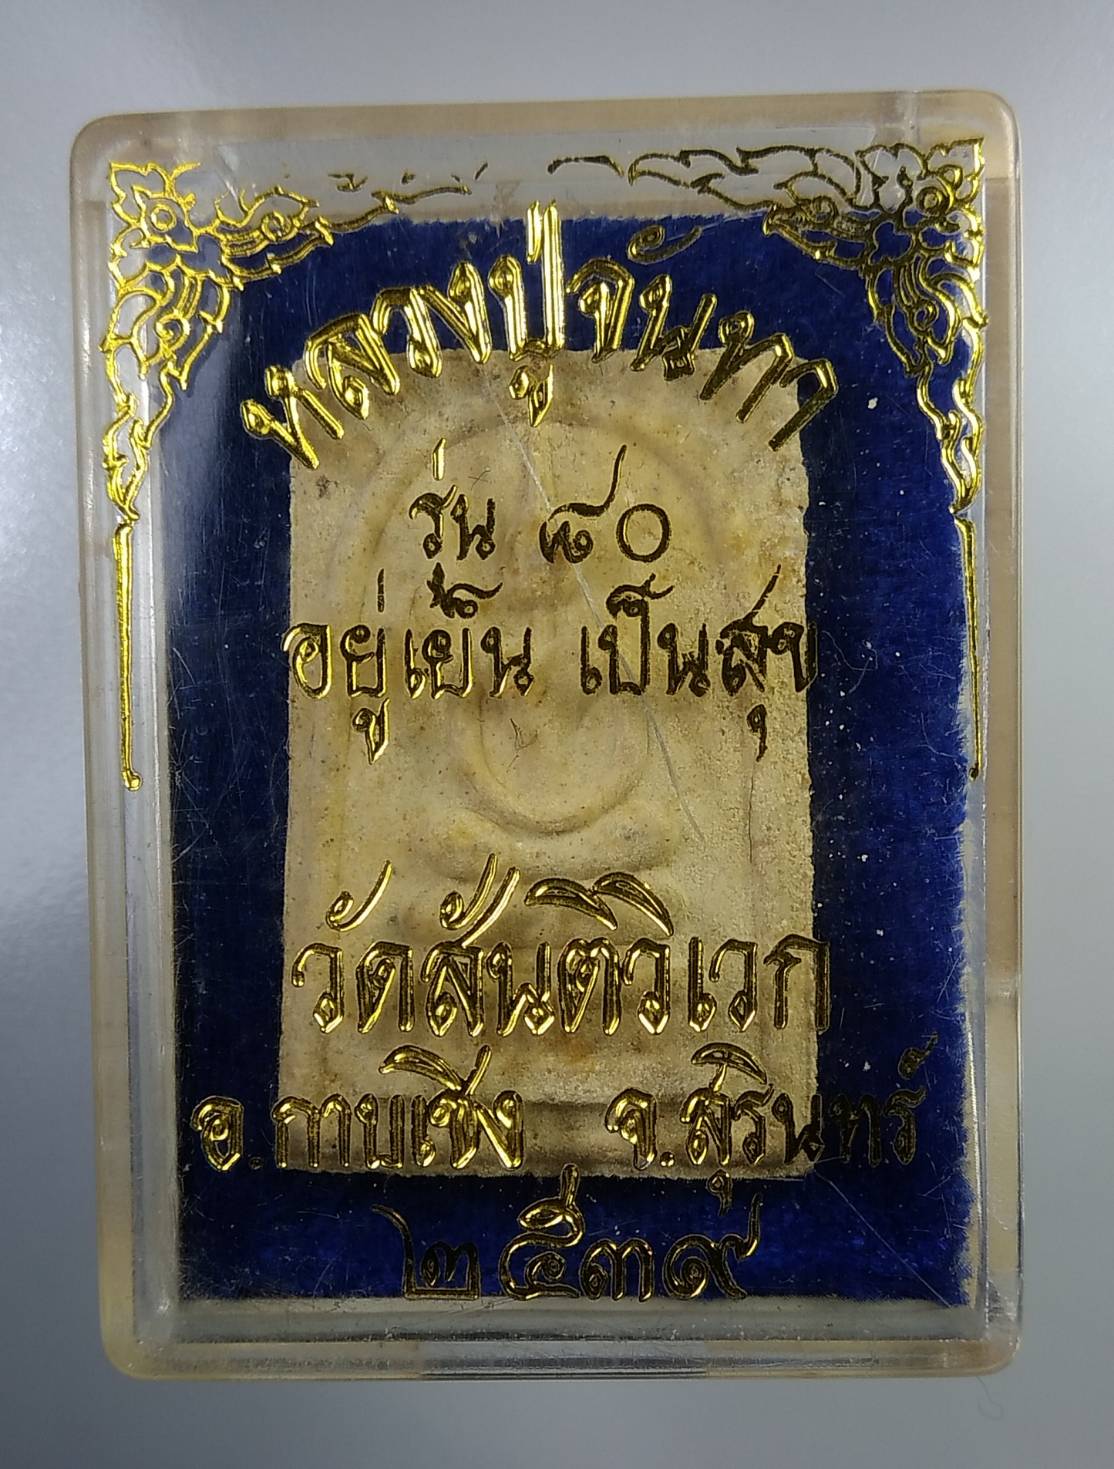 หลวงปู่จันทา
รุ่น ๘๐
อยู่เย็น เป็นสุข
วัดสันติวิเวก
อ.กาบเชิง จ.สุรินทร์
๒๕๓๙